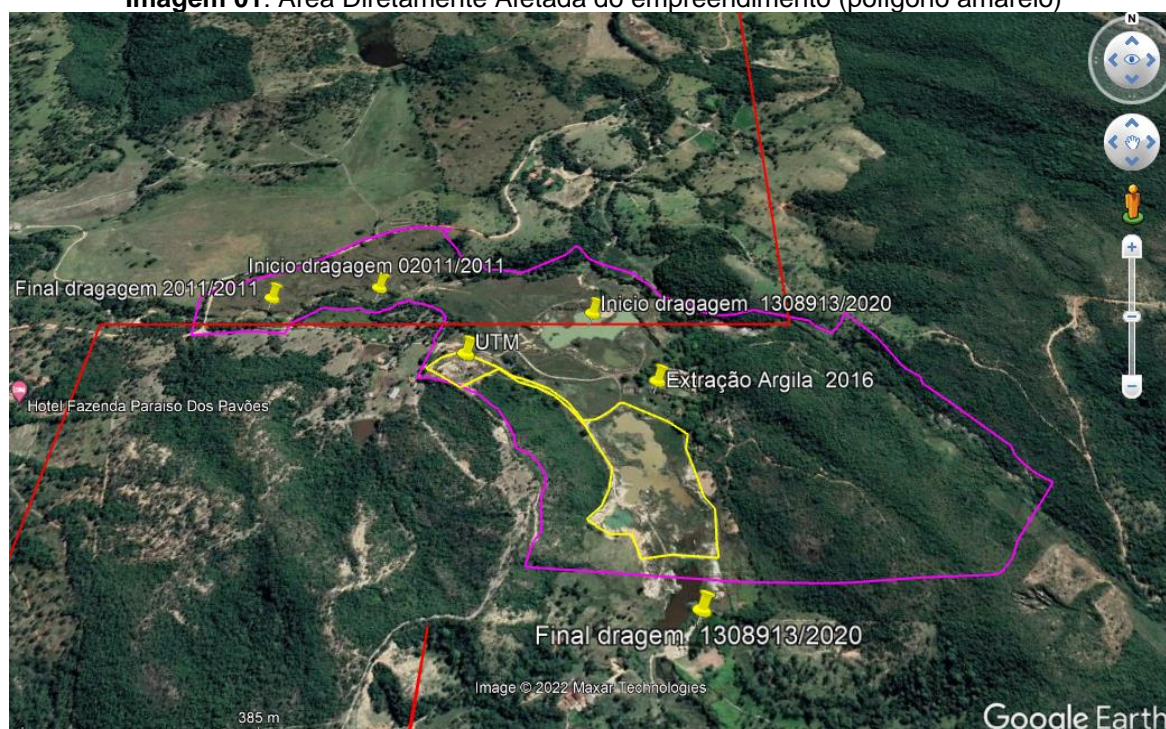 Imagem 01: Área Diretamente Afetada do empreendimento (polígono amarelo)
N
Inicio dragagem 02011/2011
Final dragagem 2011/2011
Inicio dragagem 1308913/2020
UTM
Extração Argila 2016
Hotel Fazenda Paraiso Dos Pavões
Final dragem 1308913/2020
Image © 2022 Maxar Technologies
385 m
Google Earth